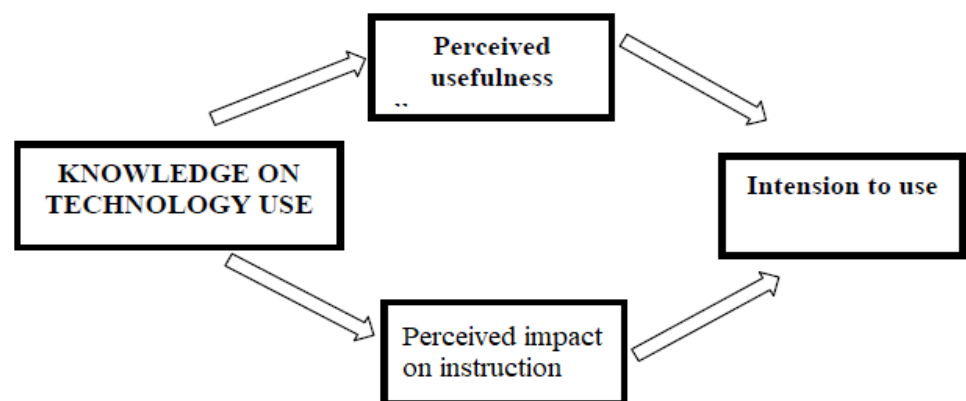 Perceived
usefulness
,,
KNOWLEDGE ON
TECHNOLOGY USE
Intension to use
Perceived impact
on instruction